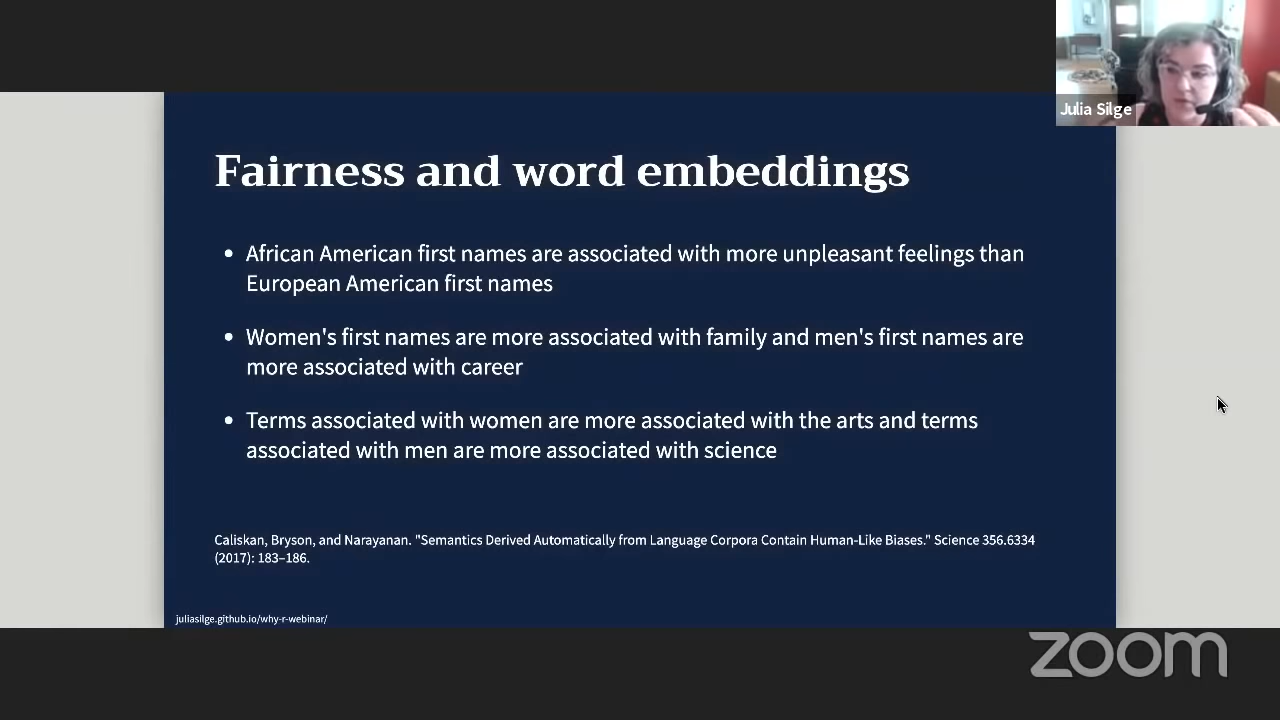 Julia Silge
Fairness and word embeddings
• African American first names are associated with more unpleasant feelings than
European American first names
• Women's first names are more associated with family and men's first names are
more associated with career
• Terms associated with women are more associated with the arts and terms
associated with men are more associated with science
Caliskan, Bryson, and Narayanan. "Semantics Derived Automatically from Language Corpora Contain Human-Like Biases." Science 356.6334
(2017): 183–186.
juliasilge.github.io/why-r-webinar/
zoom